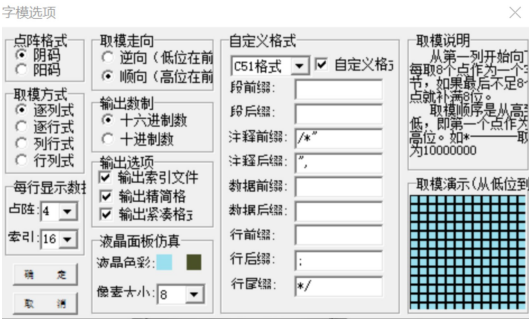 字模选项
点阵格式
阴码
阳码
取模方式
逐列式
逐行式
列行式
行列式
每行显示数据
点阵: 4
索引: 16
确 定
取 消
取模走向
逆向(低位在前
顺向(高位在前
输出数制
十六进制数
十进制数
输出选项
输出索引文件
输出精简格
输出紧凑格式
液晶面板仿真
液晶色彩:
像素大小: 8
自定义格式
C51格式
自定义格式
段前缀:
段后缀:
注释前缀: /*"
注释后缀: ",
数据前缀:
数据后缀:
行前缀:
行后缀: ;
行尾缀: */
取模说明
从第一列开始向下
每取8个点作为一个字
节,如果最后不足8个
点就补满8位。
取模顺序是从高到
低,即第一个点作为最
高位。如*-------取
为10000000
取模演示(从低位到